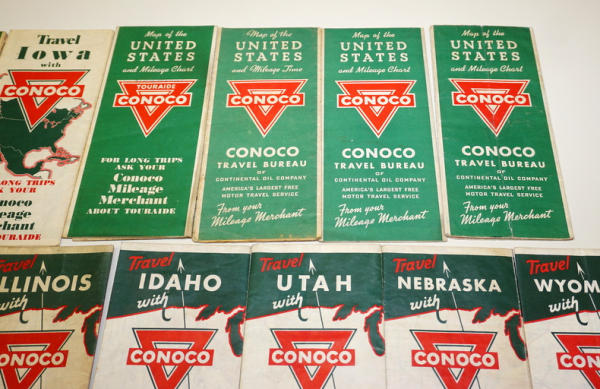 Travel
Iowa
with
CONOCO
LONG TRIPS
Map of the
UNITED
STATES
and Mileage Chart
TOURAIDE
CONOCO
FOR LONG TRIPS
ASK YOUR
Conoco
Mileage
Merchant
ABOUT TOURAIDE
Map of the
UNITED
STATES
and Mileage Time
CONOCO
CONOCO
TRAVEL BUREAU
OF
CONTINENTAL OIL COMPANY
AMERICA'S LARGEST FREE
MOTOR TRAVEL SERVICE
From your
Mileage Merchant
Map of the
UNITED
STATES
and Mileage Chart
CONOCO
CONOCO
TRAVEL BUREAU
OF
CONTINENTAL OIL COMPANY
AMERICA'S LARGEST FREE
MOTOR TRAVEL SERVICE
From your
Mileage Merchant
Map of the
UNITED
STATES
and Mileage Chart
CONOCO
CONOCO
TRAVEL BUREAU
OF
CONTINENTAL OIL COMPANY
AMERICA'S LARGEST FREE
MOTOR TRAVEL SERVICE
From your
Mileage Merchant
Travel
ILLINOIS
with
CONOCO
Travel
IDAHO
with
CONOCO
Travel
UTAH
with
CONOCO
Travel
NEBRASKA
with
CONOCO
Travel
WYOM
with
CONOCO